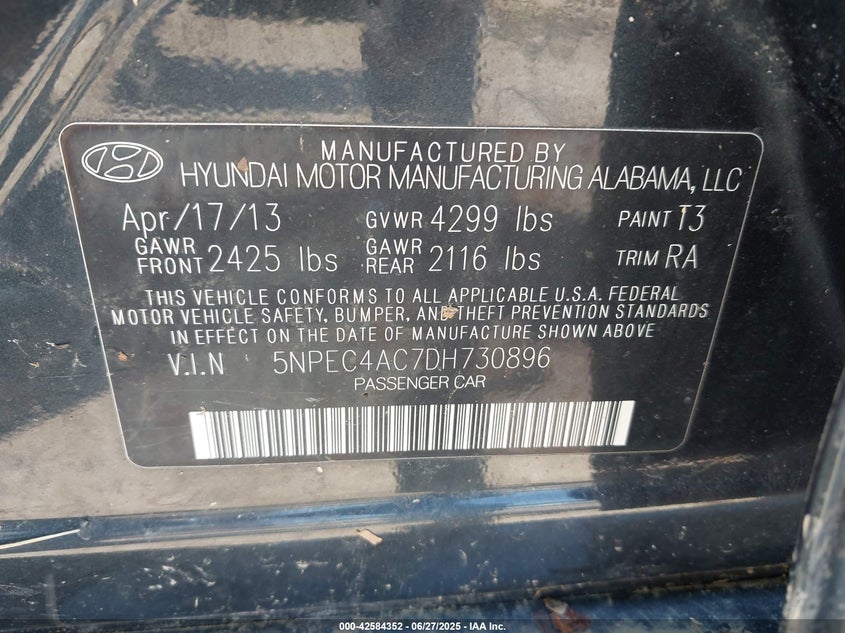 MANUFACTURED BY
HYUNDAI MOTOR MANUFACTURING ALABAMA, LLC
Apr/17/13 GVWR 4299 lbs PAINT T3
GAWR FRONT 2425 lbs GAWR REAR 2116 lbs TRIM RA
THIS VEHICLE CONFORMS TO ALL APPLICABLE U.S.A. FEDERAL
MOTOR VEHICLE SAFETY, BUMPER, AND THEFT PREVENTION STANDARDS
IN EFFECT ON THE DATE OF MANUFACTURE SHOWN ABOVE
V.I.N 5NPEC4AC7DH730896
PASSENGER CAR
000-42584352 - 06/27/2025 - IAA Inc.